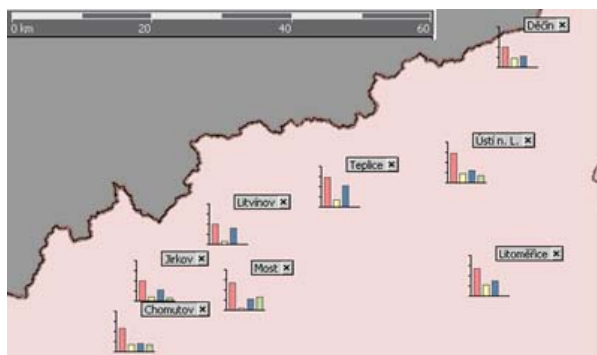 0 km 20 40 60
Děčín ×
Ústí n. L. ×
Teplice ×
Litvínov ×
Jirkov ×
Most ×
Litoměřice ×
Chomutov ×